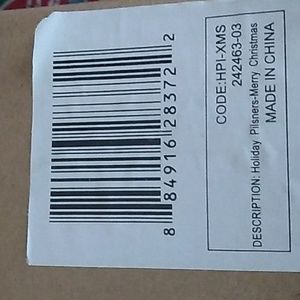 8 84916 28372 2
CODE:HPI-XMS
242463-03
DESCRIPTION: Holiday Pilsners-Merry Christmas
MADE IN CHINA